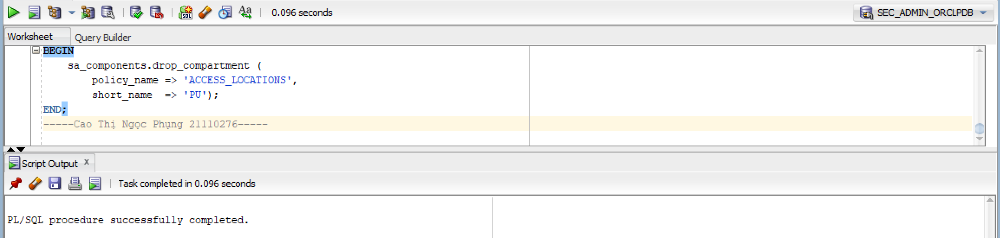 0.096 seconds
SEC_ADMIN_ORCLPDB
Worksheet
Query Builder
BEGIN
sa_components.drop_compartment (
policy_name => 'ACCESS_LOCATIONS',
short_name => 'PU');
END;
-----Cao Thị Ngọc Phụng 21110276-----
Script Output x
Task completed in 0.096 seconds
PL/SQL procedure successfully completed.